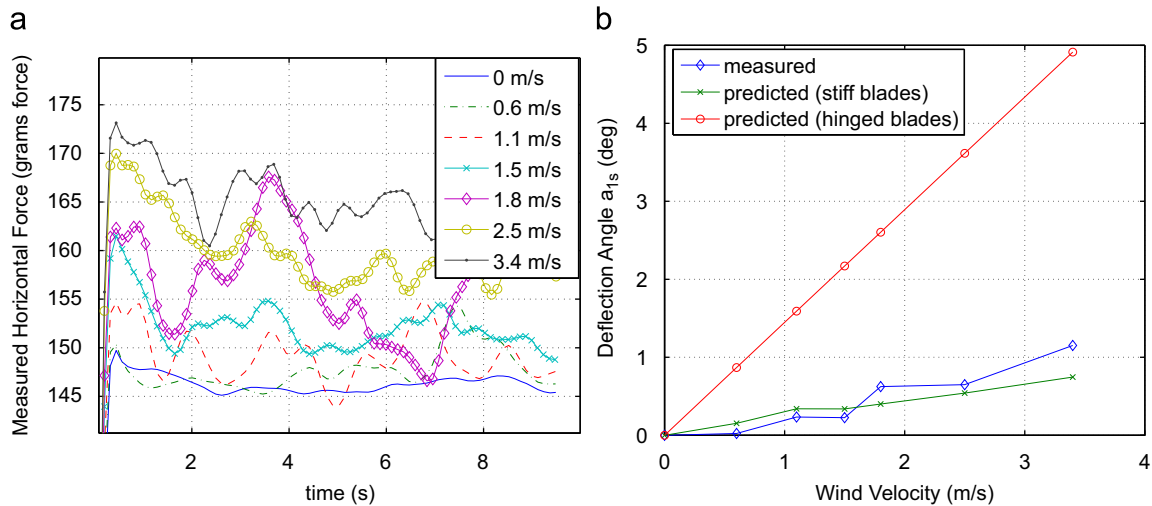 a
Measured Horizontal Force (grams force)
175
170
165
160
155
150
145
2
4
6
8
time (s)
0 m/s
0.6 m/s
1.1 m/s
1.5 m/s
1.8 m/s
2.5 m/s
3.4 m/s
b
Deflection Angle a1s (deg)
5
4
3
2
1
0
0
1
2
3
4
Wind Velocity (m/s)
measured
predicted (stiff blades)
predicted (hinged blades)